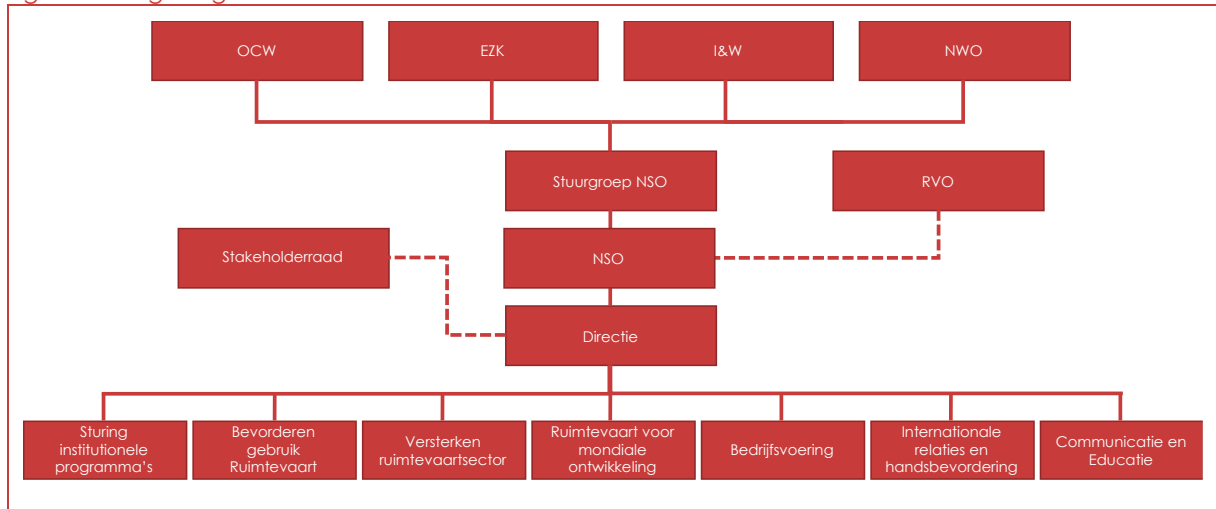 OCW
EZK
I&W
NWO
Stuurgroep NSO
RVO
Stakeholderraad
NSO
Directie
Sturing
institutionele
programma's
Bevorderen
gebruik
Ruimtevaart
Versterken
ruimtevaartsector
Ruimtevaart voor
mondiale
ontwikkeling
Bedrijfsvoering
Internationale
relaties en
handsbevordering
Communicatie en
Educatie